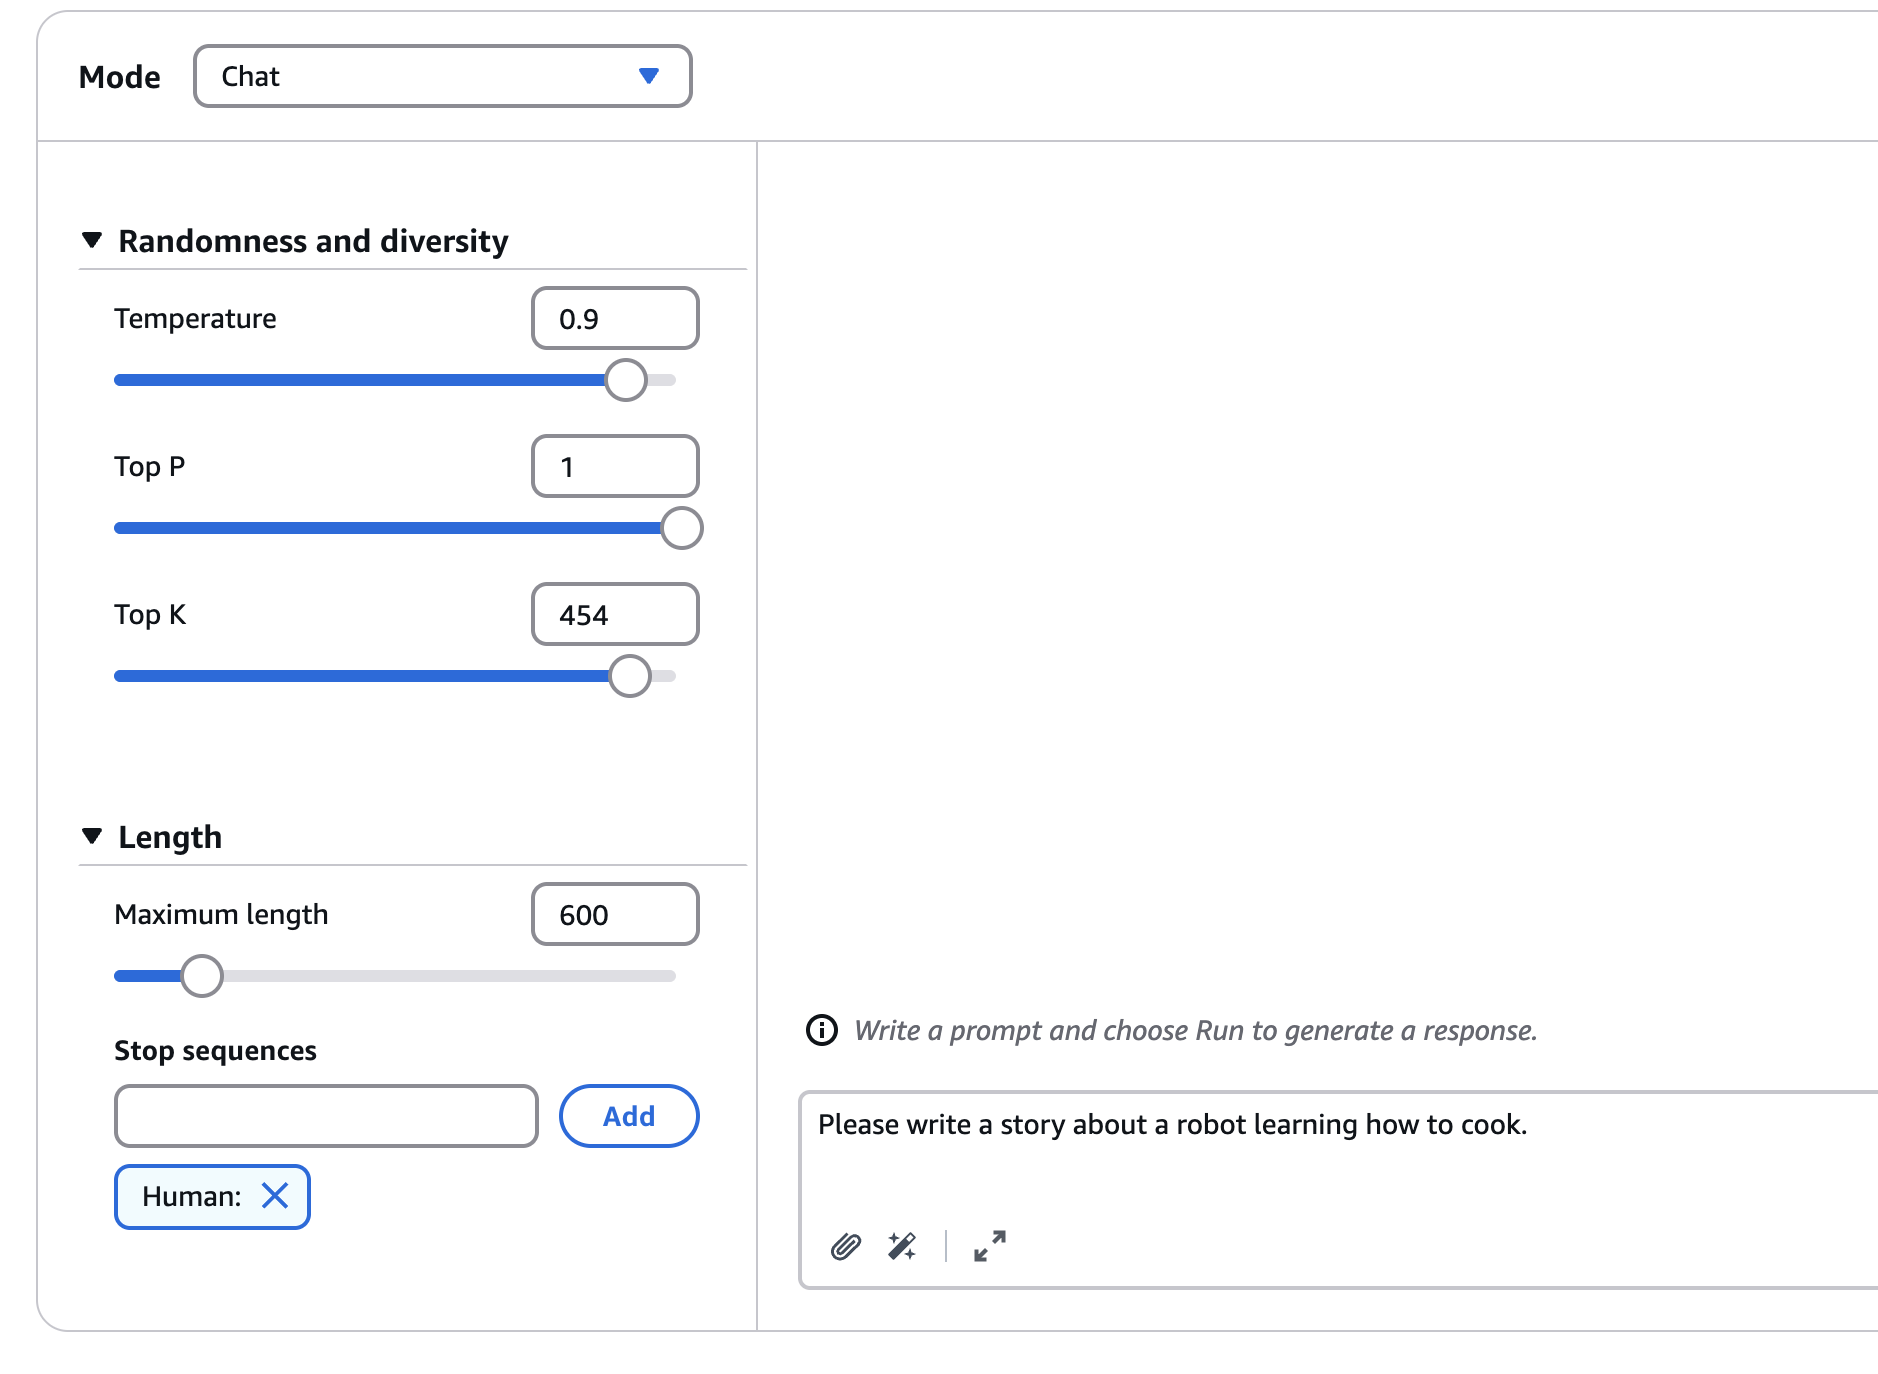 Mode Chat
Randomness and diversity
Temperature 0.9
Top P 1
Top K 454
Length
Maximum length 600
Stop sequences
Add
Human:
Write a prompt and choose Run to generate a response.
Please write a story about a robot learning how to cook.